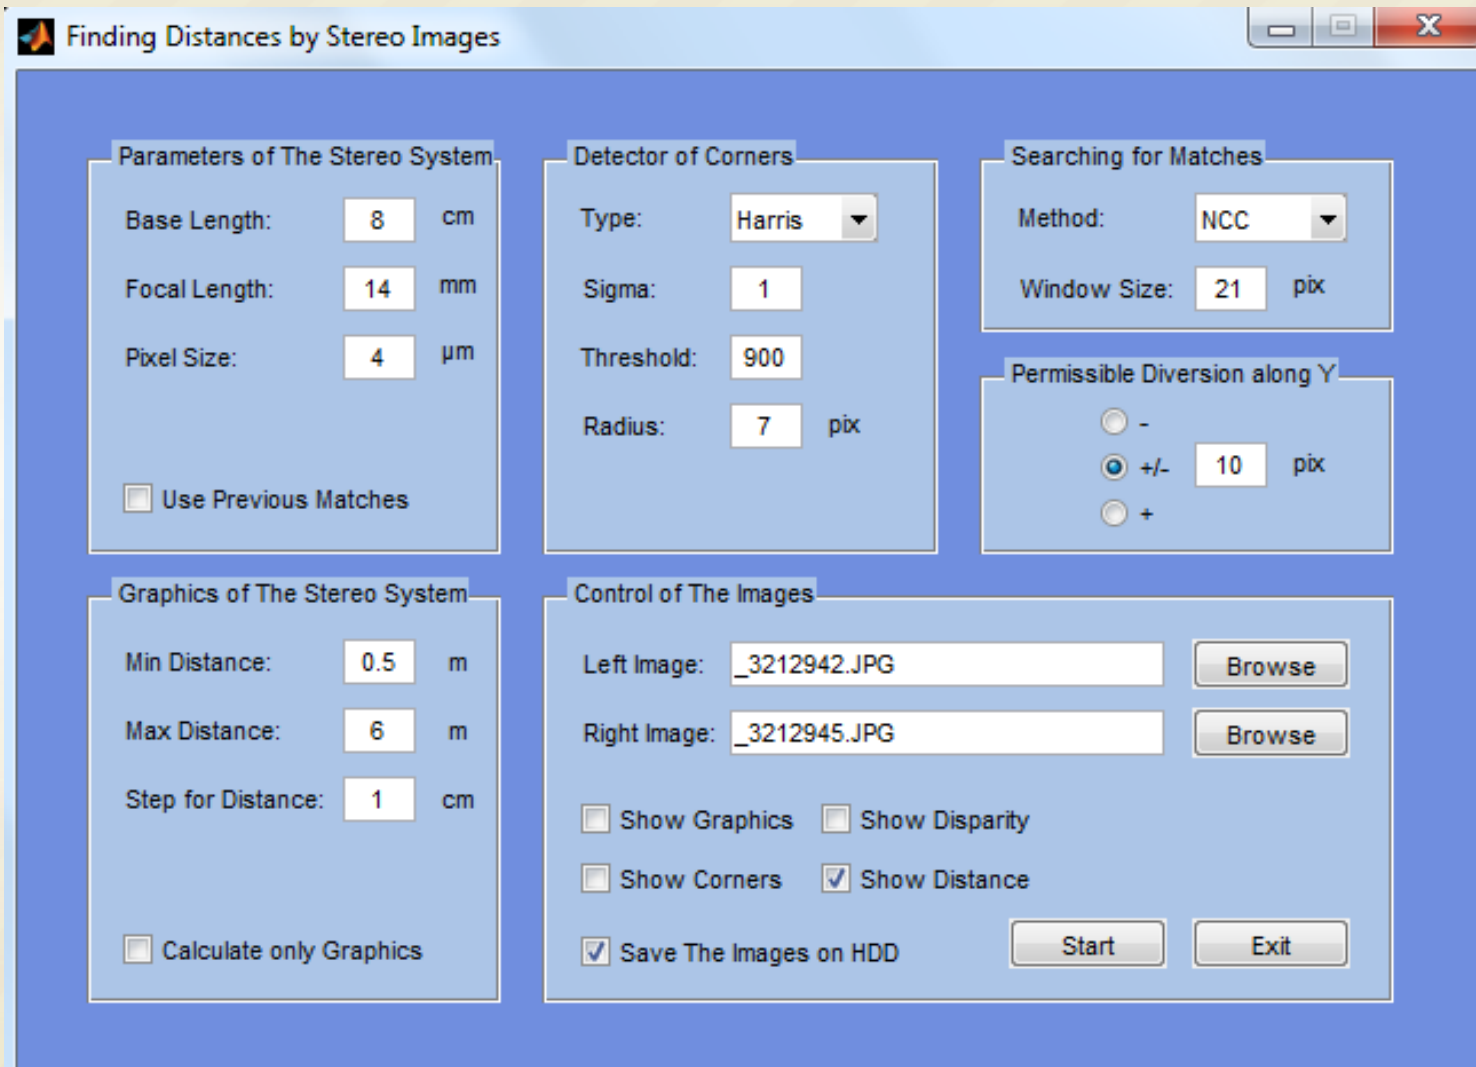 Finding Distances by Stereo Images
Parameters of The Stereo System
Base Length: 8 cm
Focal Length: 14 mm
Pixel Size: 4 µm
Use Previous Matches
Detector of Corners
Type: Harris
Sigma: 1
Threshold: 900
Radius: 7 pix
Searching for Matches
Method: NCC
Window Size: 21 pix
Permissible Diversion along Y
-
+/- 10 pix
+
Graphics of The Stereo System
Min Distance: 0.5 m
Max Distance: 6 m
Step for Distance: 1 cm
Calculate only Graphics
Control of The Images
Left Image: _3212942.JPG Browse
Right Image: _3212945.JPG Browse
Show Graphics Show Disparity
Show Corners Show Distance
Save The Images on HDD Start Exit